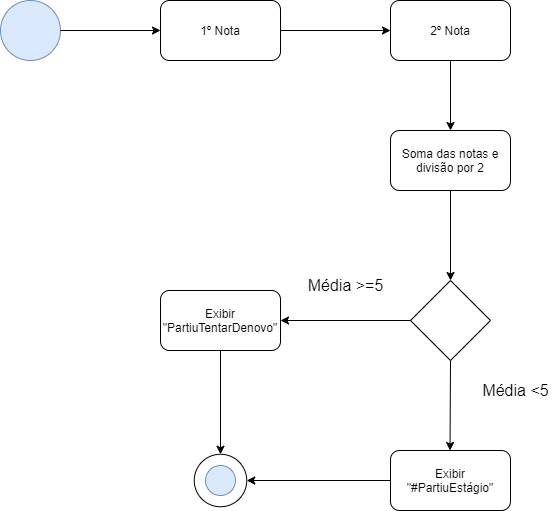 1º Nota
2º Nota
Soma das notas e
divisão por 2
Média >=5
Exibir
"PartiuTentarDenovo"
Média <5
Exibir
"#PartiuEstágio"